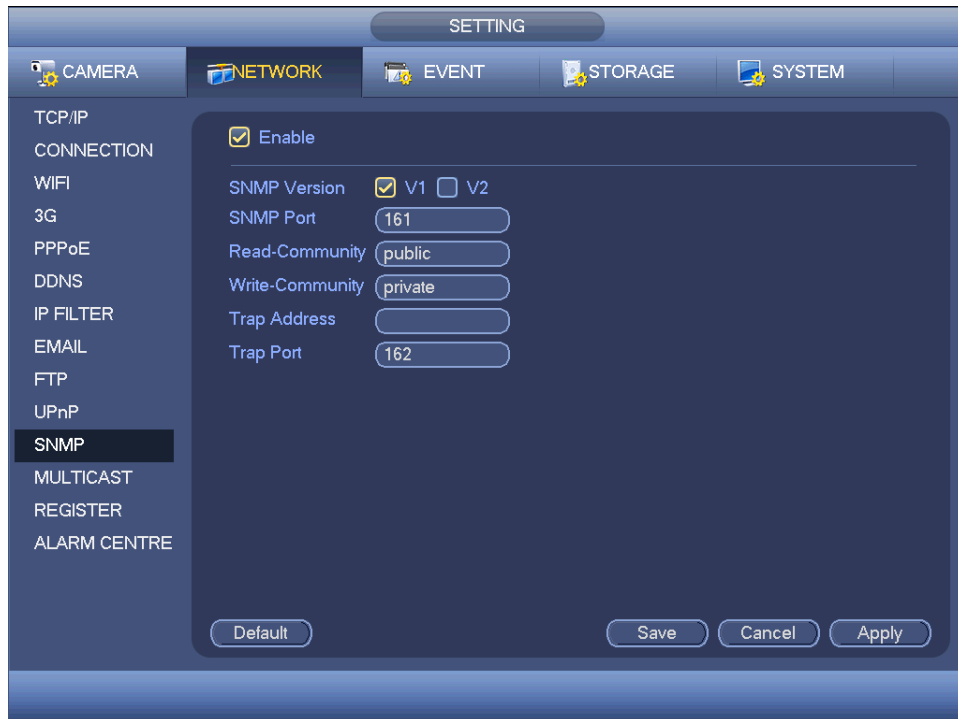 SETTING
CAMERA NETWORK EVENT STORAGE SYSTEM
TCP/IP
CONNECTION
WIFI
3G
PPPoE
DDNS
IP FILTER
EMAIL
FTP
UPnP
SNMP
MULTICAST
REGISTER
ALARM CENTRE
Enable
SNMP Version V1 V2
SNMP Port 161
Read-Community public
Write-Community private
Trap Address
Trap Port 162
Default Save Cancel Apply